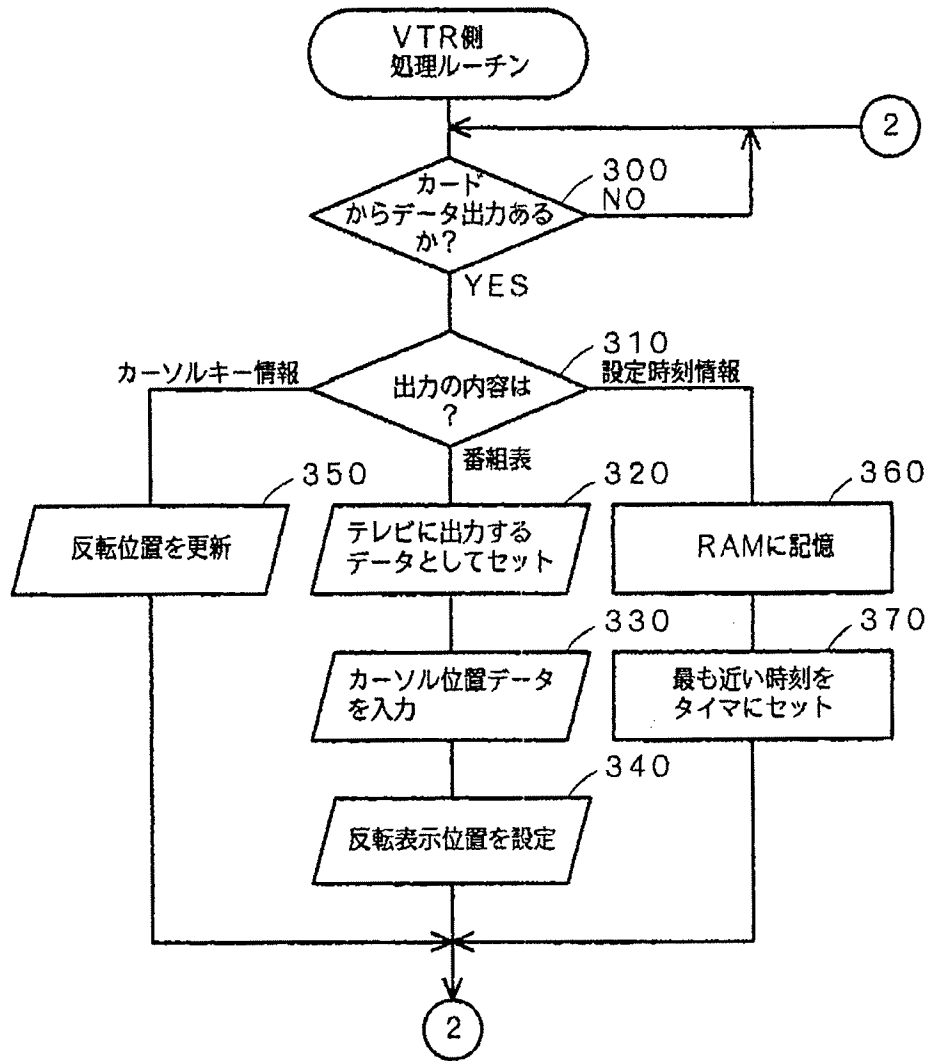 VTR側
処理ルーチン
2
カード
からデータ出力ある
か?
300
NO
YES
310
カーソルキー情報
設定時刻情報
出力の内容は
?
番組表
350
320
360
反転位置を更新
テレビに出力する
データとしてセット
RAMに記憶
330
370
カーソル位置データ
を入力
最も近い時刻を
タイマにセット
340
反転表示位置を設定
2